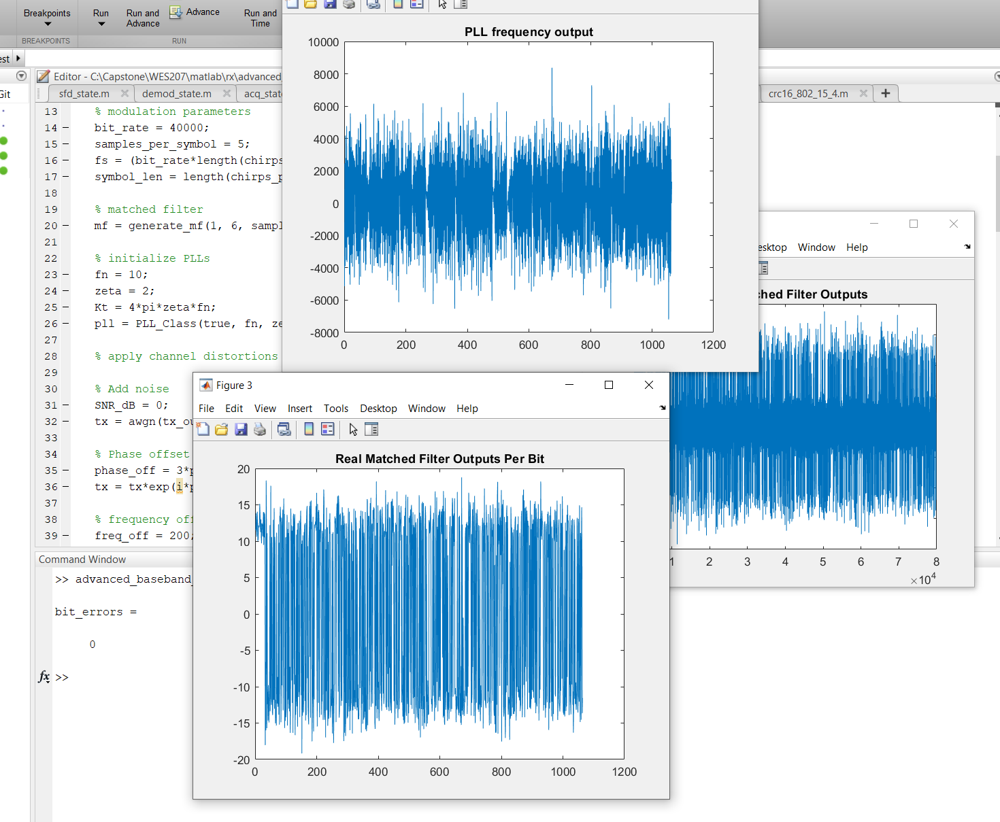 Breakpoints
Run
Run and
Advance
Advance
Run and
Time
BREAKPOINTS
RUN
est
Editor - C:\Capstone\WES207\matlab\rx\advanced_
Git
sfd_state.m
demod_state.m
acq_stat
crc16_802_15_4.m
13 % modulation parameters
14 – bit_rate = 40000;
15 – samples_per_symbol = 5;
16 – fs = (bit_rate*length(chirps
17 – symbol_len = length(chirps_p
18
19 % matched filter
20 – mf = generate_mf(1, 6, sampl
21
22 % initialize PLLs
23 – fn = 10;
24 – zeta = 2;
25 – Kt = 4*pi*zeta*fn;
26 – pll = PLL_Class(true, fn, ze
27
28 % apply channel distortions
29
30 % Add noise
31 – SNR_dB = 0;
32 – tx = awgn(tx_ou
33
34 % Phase offset
35 – phase_off = 3*p
36 – tx = tx*exp(i*p
37
38 % frequency off
39 – freq_off = 200;
Command Window
>> advanced_baseband_
bit_errors =
0
fx >>
PLL frequency output
10000
8000
6000
4000
2000
0
-2000
-4000
-6000
-8000
0 200 400 600 800 1000 1200
esktop Window Help
ched Filter Outputs
1 2 3 4 5 6 7 8
×10^4
Figure 3
File Edit View Insert Tools Desktop Window Help
Real Matched Filter Outputs Per Bit
20
15
10
5
0
-5
-10
-15
-20
0 200 400 600 800 1000 1200